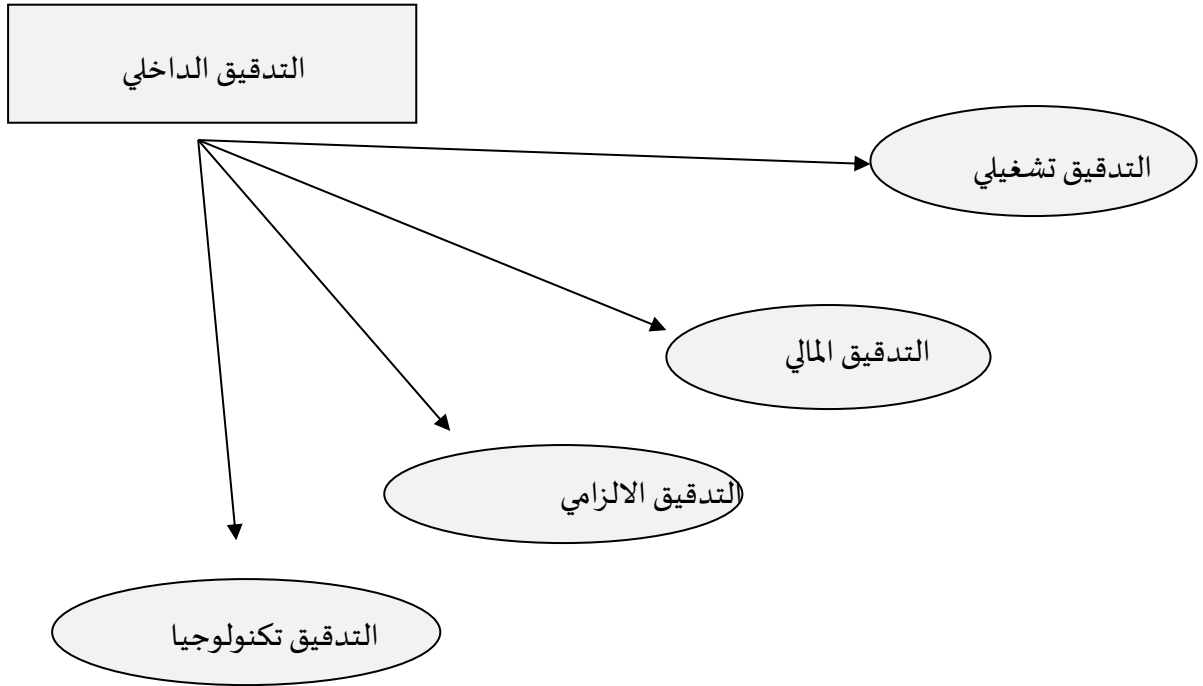 التدقيق الداخلي
التدقيق تشغيلي
التدقيق المالي
التدقيق الالزامي
التدقيق تكنولوجيا